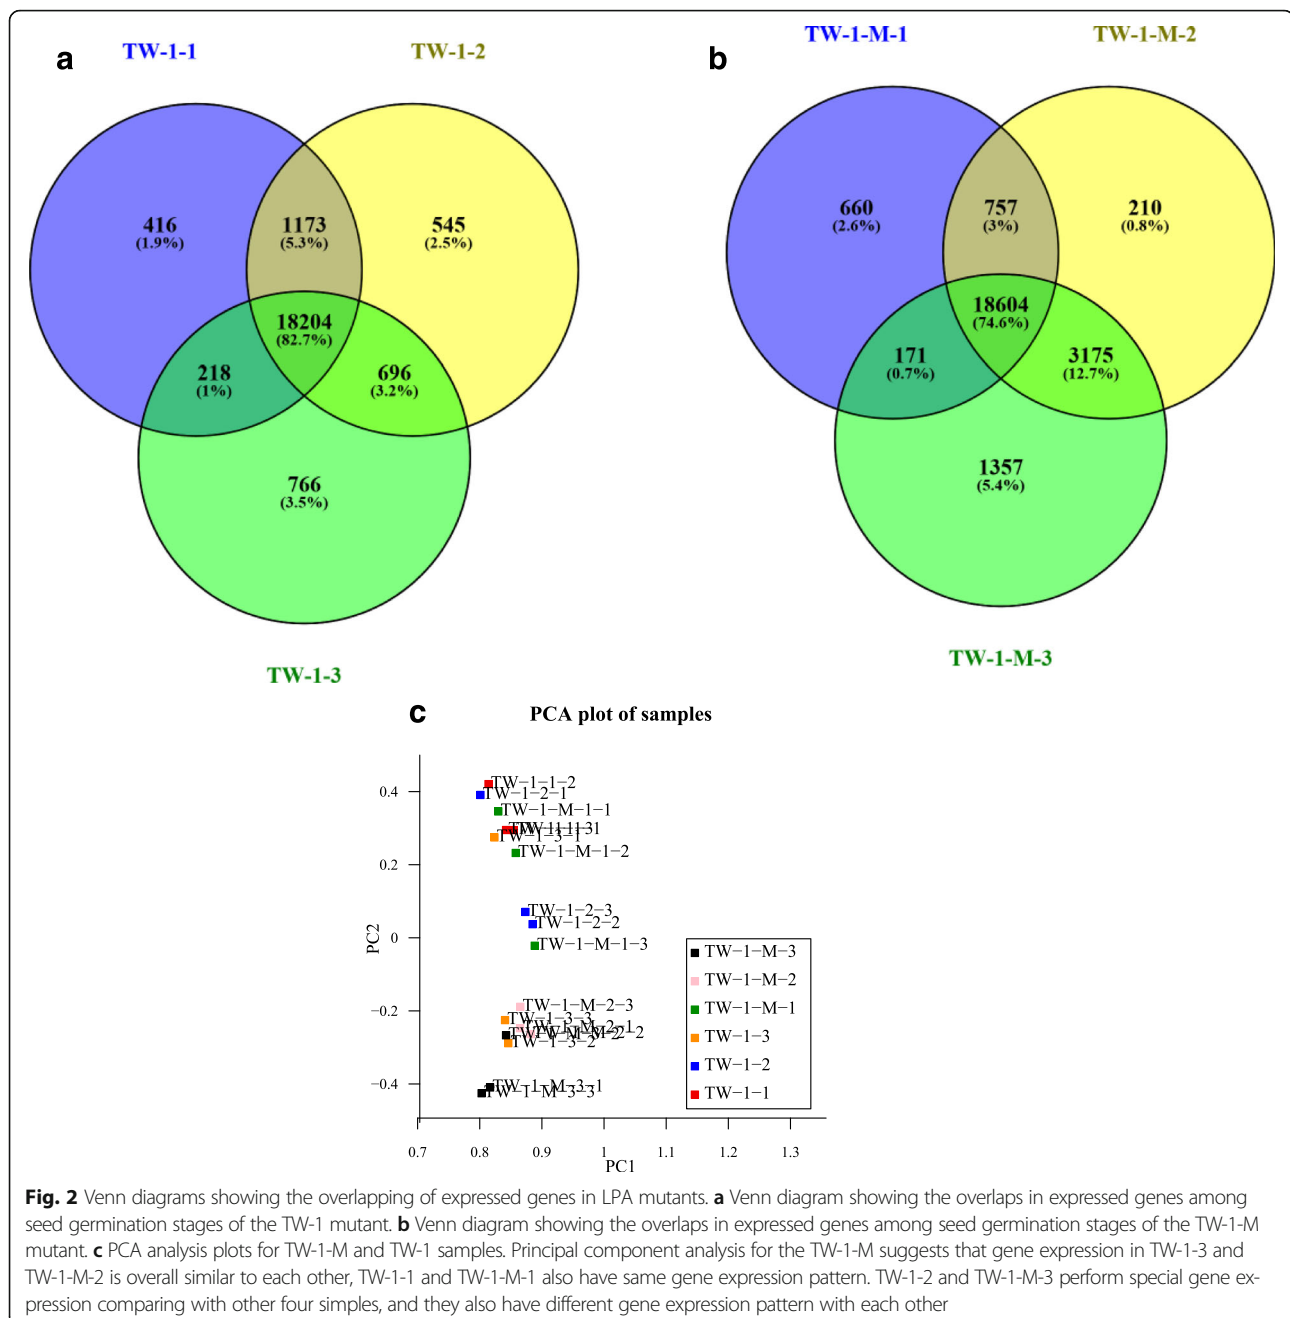 a
TW-1-1
TW-1-2
416
(1.9%)
1173
(5.3%)
545
(2.5%)
18204
(82.7%)
218
(1%)
696
(3.2%)
766
(3.5%)
TW-1-3
b
TW-1-M-1
TW-1-M-2
660
(2.6%)
757
(3%)
210
(0.8%)
18604
(74.6%)
171
(0.7%)
3175
(12.7%)
1357
(5.4%)
TW-1-M-3
c
PCA plot of samples
PC2
0.4
0.2
0
−0.2
−0.4
TW−1−1−2
TW−1−2−1
TW−1−M−1−1
TW−1−3−1
TW−1−M−1−2
TW−1−2−3
TW−1−2−2
TW−1−M−1−3
TW−1−M−2−3
TW−1−3−3
TW−1−M−2−1
TW−1−3−2
TW−1−M−3−1
TW−1−M−3−3
TW−1−M−3
TW−1−M−2
TW−1−M−1
TW−1−3
TW−1−2
TW−1−1
0.7 0.8 0.9 1 1.1 1.2 1.3
PC1
Fig. 2 Venn diagrams showing the overlapping of expressed genes in LPA mutants. a Venn diagram showing the overlaps in expressed genes among
seed germination stages of the TW-1 mutant. b Venn diagram showing the overlaps in expressed genes among seed germination stages of the TW-1-M
mutant. c PCA analysis plots for TW-1-M and TW-1 samples. Principal component analysis for the TW-1-M suggests that gene expression in TW-1-3 and
TW-1-M-2 is overall similar to each other, TW-1-1 and TW-1-M-1 also have same gene expression pattern. TW-1-2 and TW-1-M-3 perform special gene ex-
pression comparing with other four simples, and they also have different gene expression pattern with each other